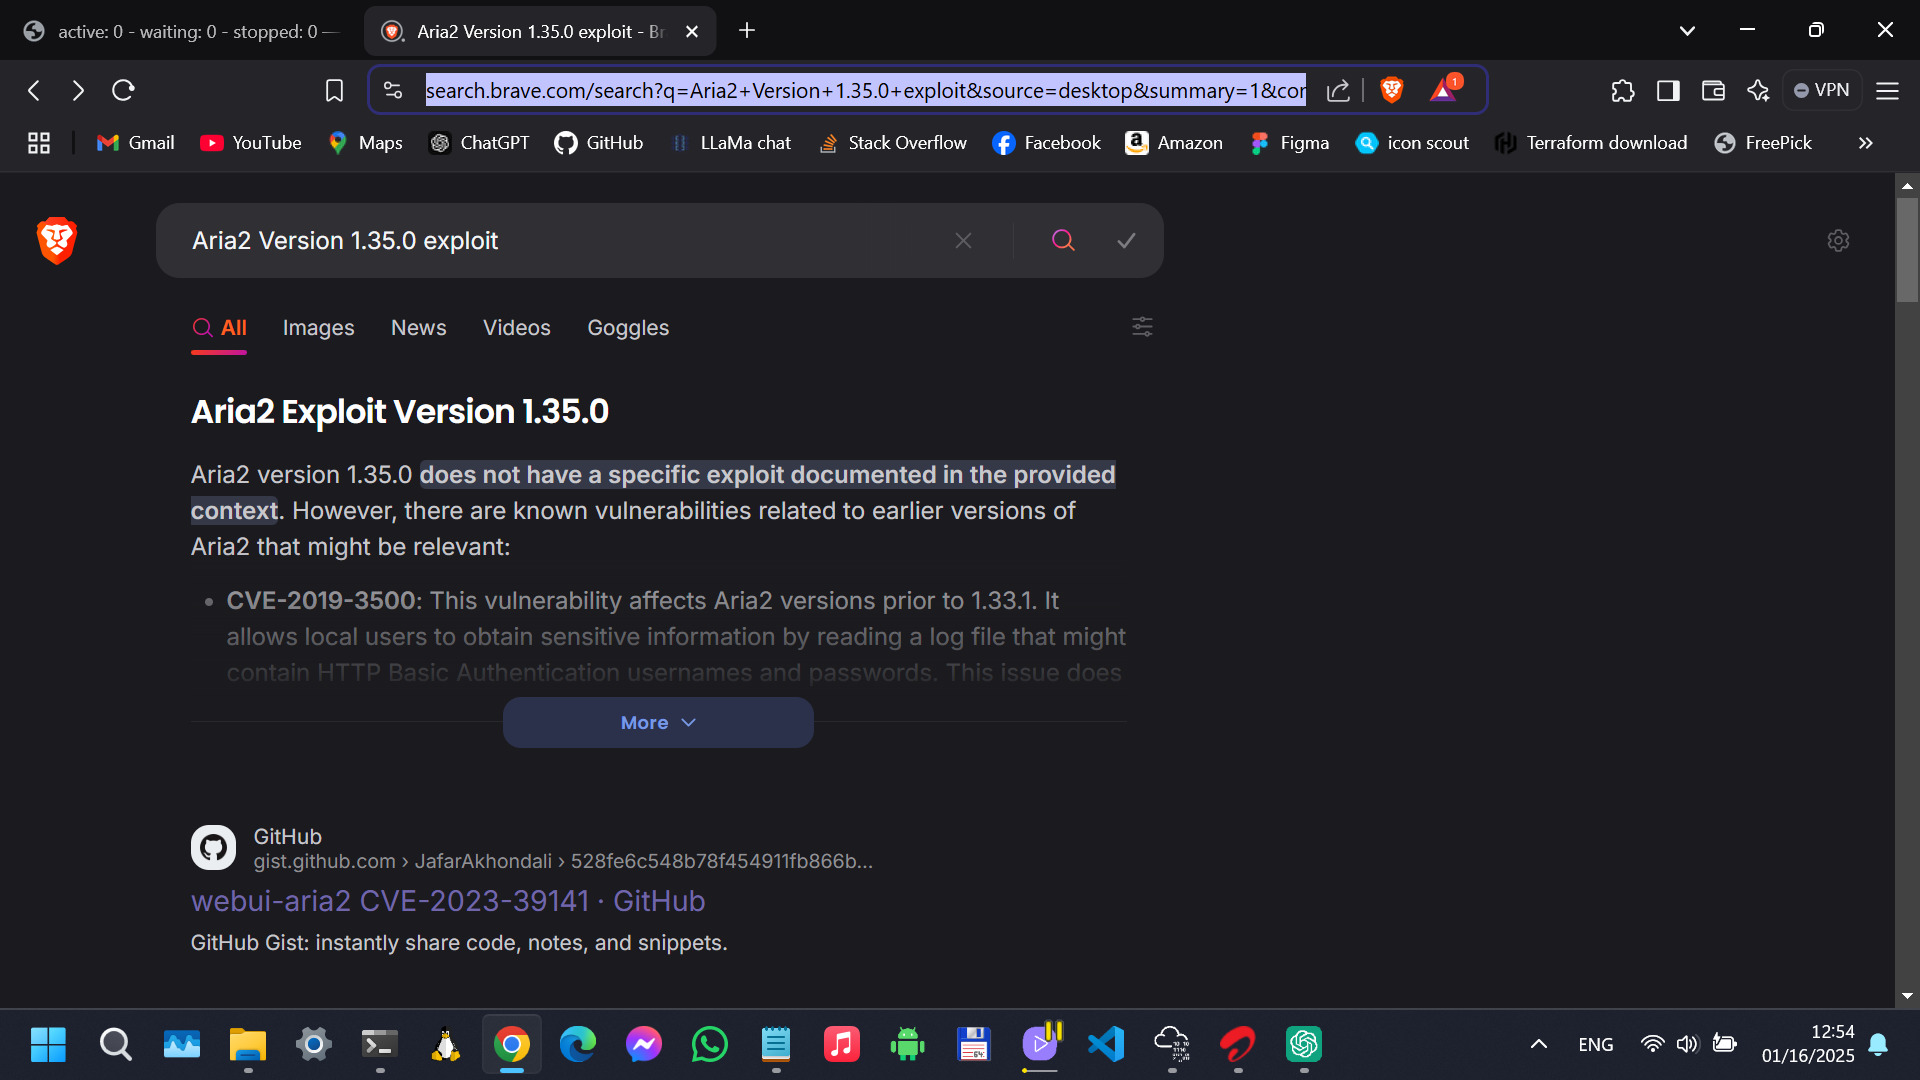 active: 0 - waiting: 0 - stopped: 0 —
Aria2 Version 1.35.0 exploit - Br
search.brave.com/search?q=Aria2+Version+1.35.0+exploit&source=desktop&summary=1&cor
1
VPN
Gmail
YouTube
Maps
ChatGPT
GitHub
LLaMa chat
Stack Overflow
Facebook
Amazon
Figma
icon scout
Terraform download
FreePick
Aria2 Version 1.35.0 exploit
All
Images
News
Videos
Goggles
Aria2 Exploit Version 1.35.0
Aria2 version 1.35.0 does not have a specific exploit documented in the provided
context. However, there are known vulnerabilities related to earlier versions of
Aria2 that might be relevant:
• CVE-2019-3500: This vulnerability affects Aria2 versions prior to 1.33.1. It
allows local users to obtain sensitive information by reading a log file that might
contain HTTP Basic Authentication usernames and passwords. This issue does
More
GitHub
gist.github.com › JafarAkhondali › 528fe6c548b78f454911fb866b...
webui-aria2 CVE-2023-39141 · GitHub
GitHub Gist: instantly share code, notes, and snippets.
ENG
12:54
01/16/2025